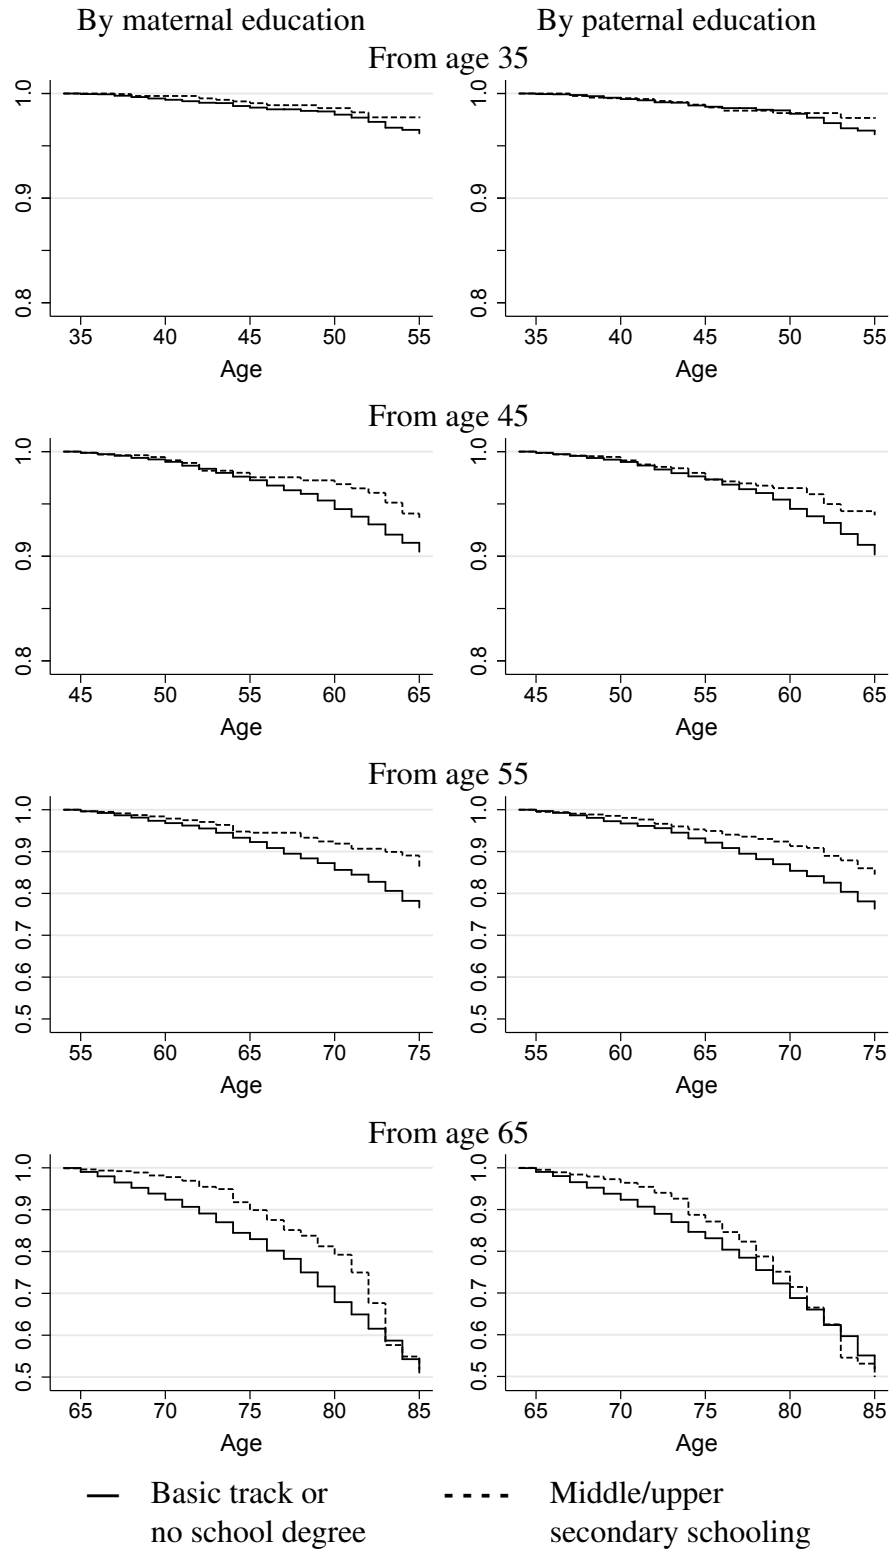 By maternal education By paternal education
From age 35
1.0 1.0
0.9 0.9
0.8 0.8
35 40 45 50 55 35 40 45 50 55
Age Age
From age 45
1.0 1.0
0.9 0.9
0.8 0.8
45 50 55 60 65 45 50 55 60 65
Age Age
From age 55
1.0 1.0
0.9 0.9
0.8 0.8
0.7 0.7
0.6 0.6
0.5 0.5
55 60 65 70 75 55 60 65 70 75
Age Age
From age 65
1.0 1.0
0.9 0.9
0.8 0.8
0.7 0.7
0.6 0.6
0.5 0.5
65 70 75 80 85 65 70 75 80 85
Age Age
Basic track or Middle/upper
no school degree secondary schooling